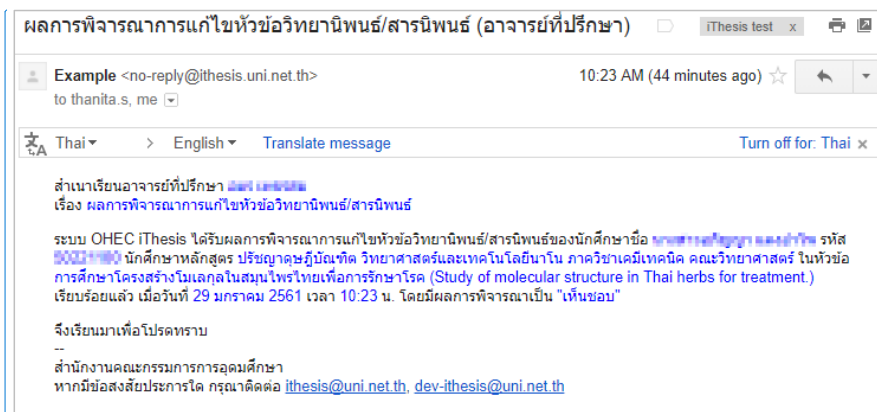 ผลการพิจารณาการแก้ไขหัวข้อวิทยานิพนธ์/สารนิพนธ์ (อาจารย์ที่ปรึกษา) iThesis test x
Example <no-reply@ithesis.uni.net.th> 10:23 AM (44 minutes ago)
to thanita.s, me
Thai > English Translate message Turn off for: Thai x
สำเนาเรียนอาจารย์ที่ปรึกษา
เรื่อง ผลการพิจารณาการแก้ไขหัวข้อวิทยานิพนธ์/สารนิพนธ์
ระบบ OHEC iThesis ได้รับผลการพิจารณาการแก้ไขหัวข้อวิทยานิพนธ์/สารนิพนธ์ของนักศึกษาชื่อ รหัส
นักศึกษาหลักสูตร ปรัชญาดุษฎีบัณฑิต วิทยาศาสตร์และเทคโนโลยีนาโน ภาควิชาเคมีเทคนิค คณะวิทยาศาสตร์ ในหัวข้อ
การศึกษาโครงสร้างโมเลกุลในสมุนไพรไทยเพื่อการรักษาโรค (Study of molecular structure in Thai herbs for treatment.)
เรียบร้อยแล้ว เมื่อวันที่ 29 มกราคม 2561 เวลา 10:23 น. โดยมีผลการพิจารณาเป็น "เห็นชอบ"
จึงเรียนมาเพื่อโปรดทราบ
--
สำนักงานคณะกรรมการการอุดมศึกษา
หากมีข้อสงสัยประการใด กรุณาติดต่อ ithesis@uni.net.th, dev-ithesis@uni.net.th